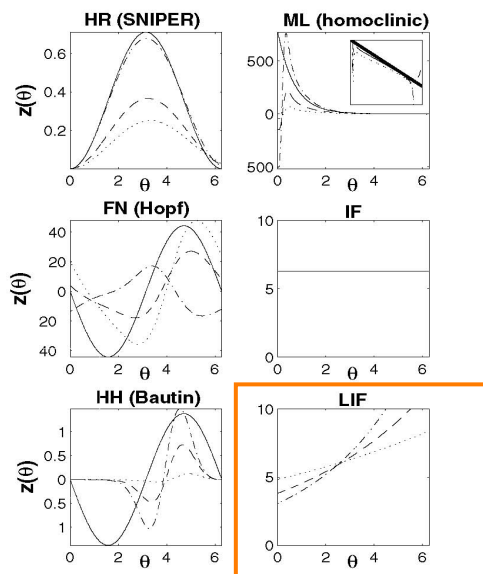 HR (SNIPER)
0.6
0.4
0.2
z(θ)
0 2 4 6
θ
ML (homoclinic)
500
0
500
0 2 4 6
θ
FN (Hopf)
40
20
0
20
40
z(θ)
0 2 4 6
θ
IF
10
5
0
0 2 4 6
θ
HH (Bautin)
1
0.5
0
0.5
1
z(θ)
0 2 4 6
θ
LIF
10
5
0
0 2 4 6
θ